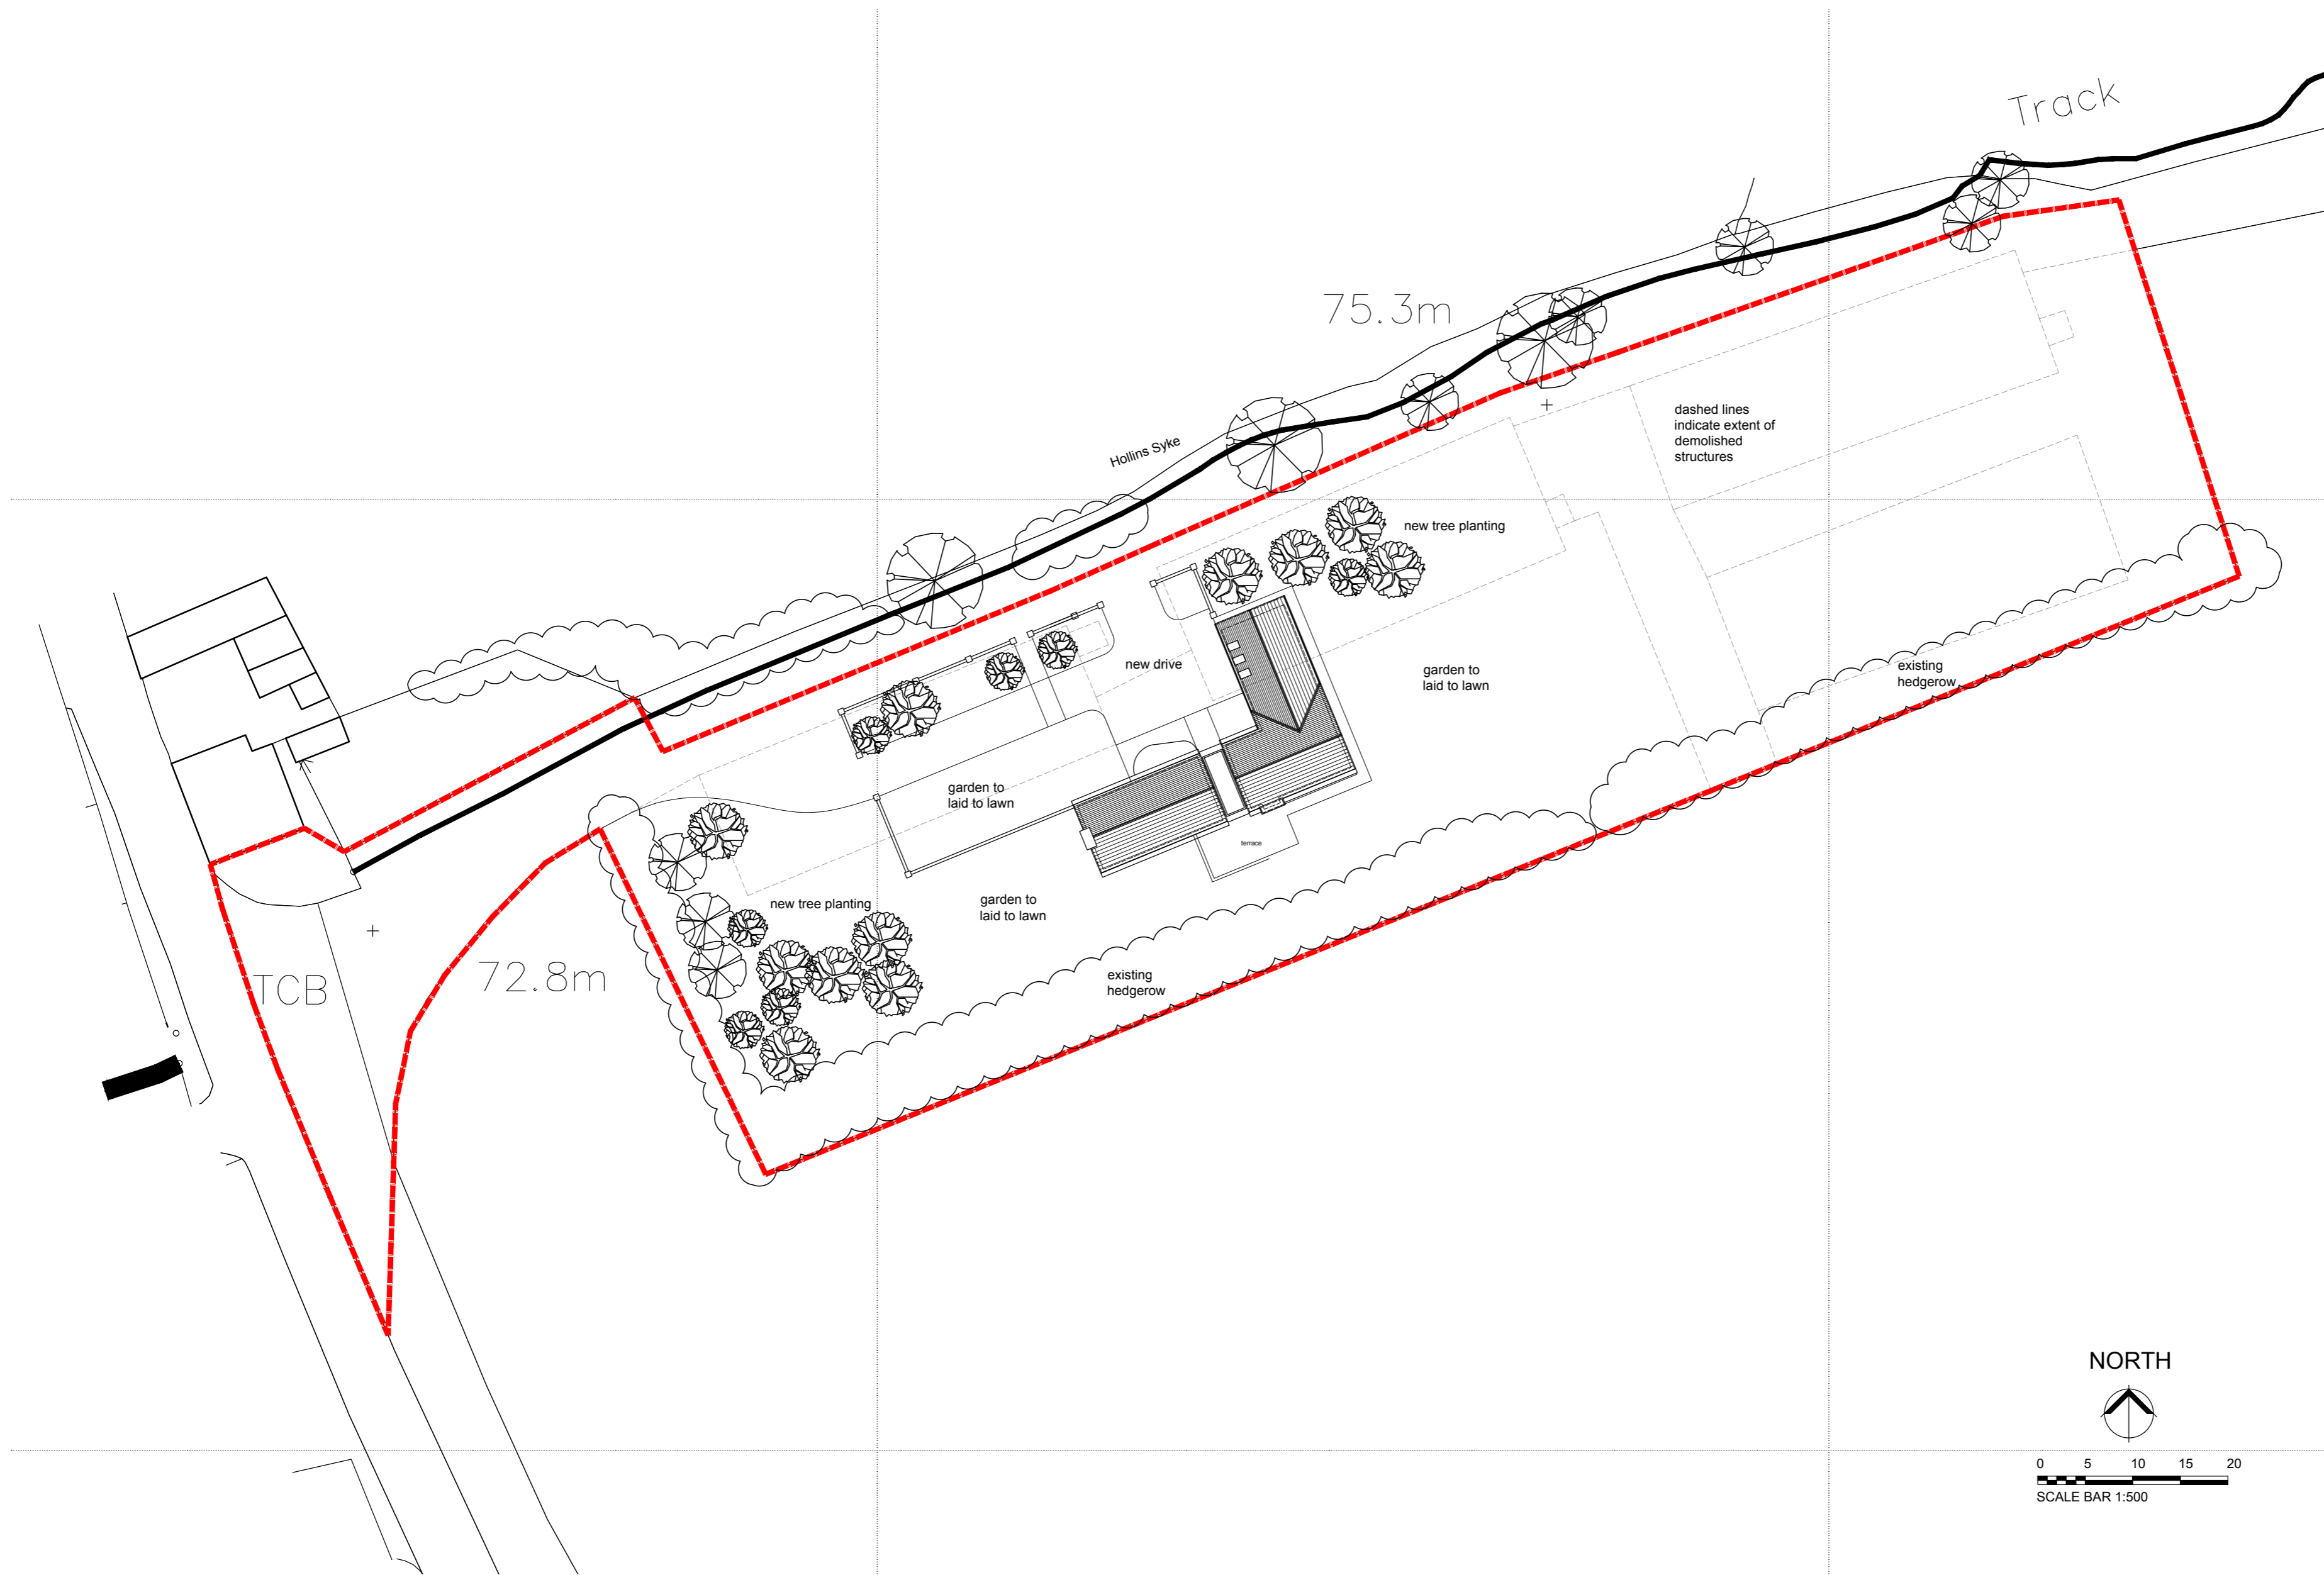 Track
75.3m
dashed lines
indicate extent of
demolished
structures
Hollins Syke
new tree planting
new drive
garden to
laid to lawn
existing
hedgerow
garden to
laid to lawn
terrace
new tree planting
garden to
laid to lawn
72.8m
TCB
existing
hedgerow
NORTH
0 5 10 15 20
SCALE BAR 1:500